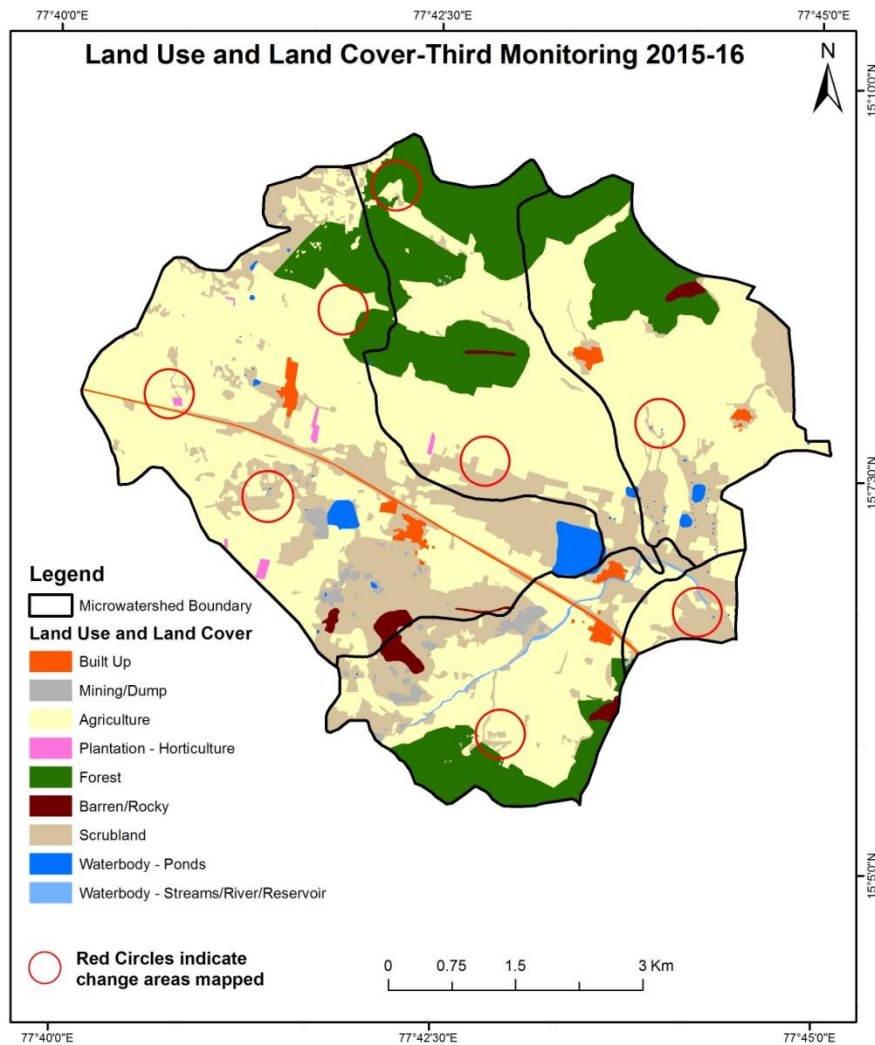 77°40'0"E 77°42'30"E 77°45'0"E
Land Use and Land Cover-Third Monitoring 2015-16
N
15°10'0"N
15°7'30"N
Legend
Microwatershed Boundary
Land Use and Land Cover
Built Up
Mining/Dump
Agriculture
Plantation - Horticulture
Forest
Barren/Rocky
Scrubland
Waterbody - Ponds
15°5'0"N
Waterbody - Streams/River/Reservoir
Red Circles indicate
change areas mapped
0 0.75 1.5 3 Km
77°40'0"E 77°42'30"E 77°45'0"E